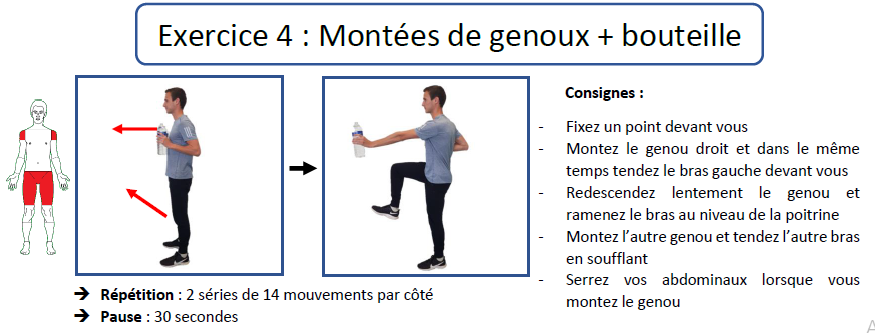 Exercice 4 : Montées de genoux + bouteille
Consignes :
- Fixez un point devant vous
- Montez le genou droit et dans le même
temps tendez le bras gauche devant vous
- Redescendez lentement le genou et
ramenez le bras au niveau de la poitrine
- Montez l’autre genou et tendez l’autre bras
en soufflant
- Serrez vos abdominaux lorsque vous
montez le genou
➔ Répétition : 2 séries de 14 mouvements par côté
➔ Pause : 30 secondes
A